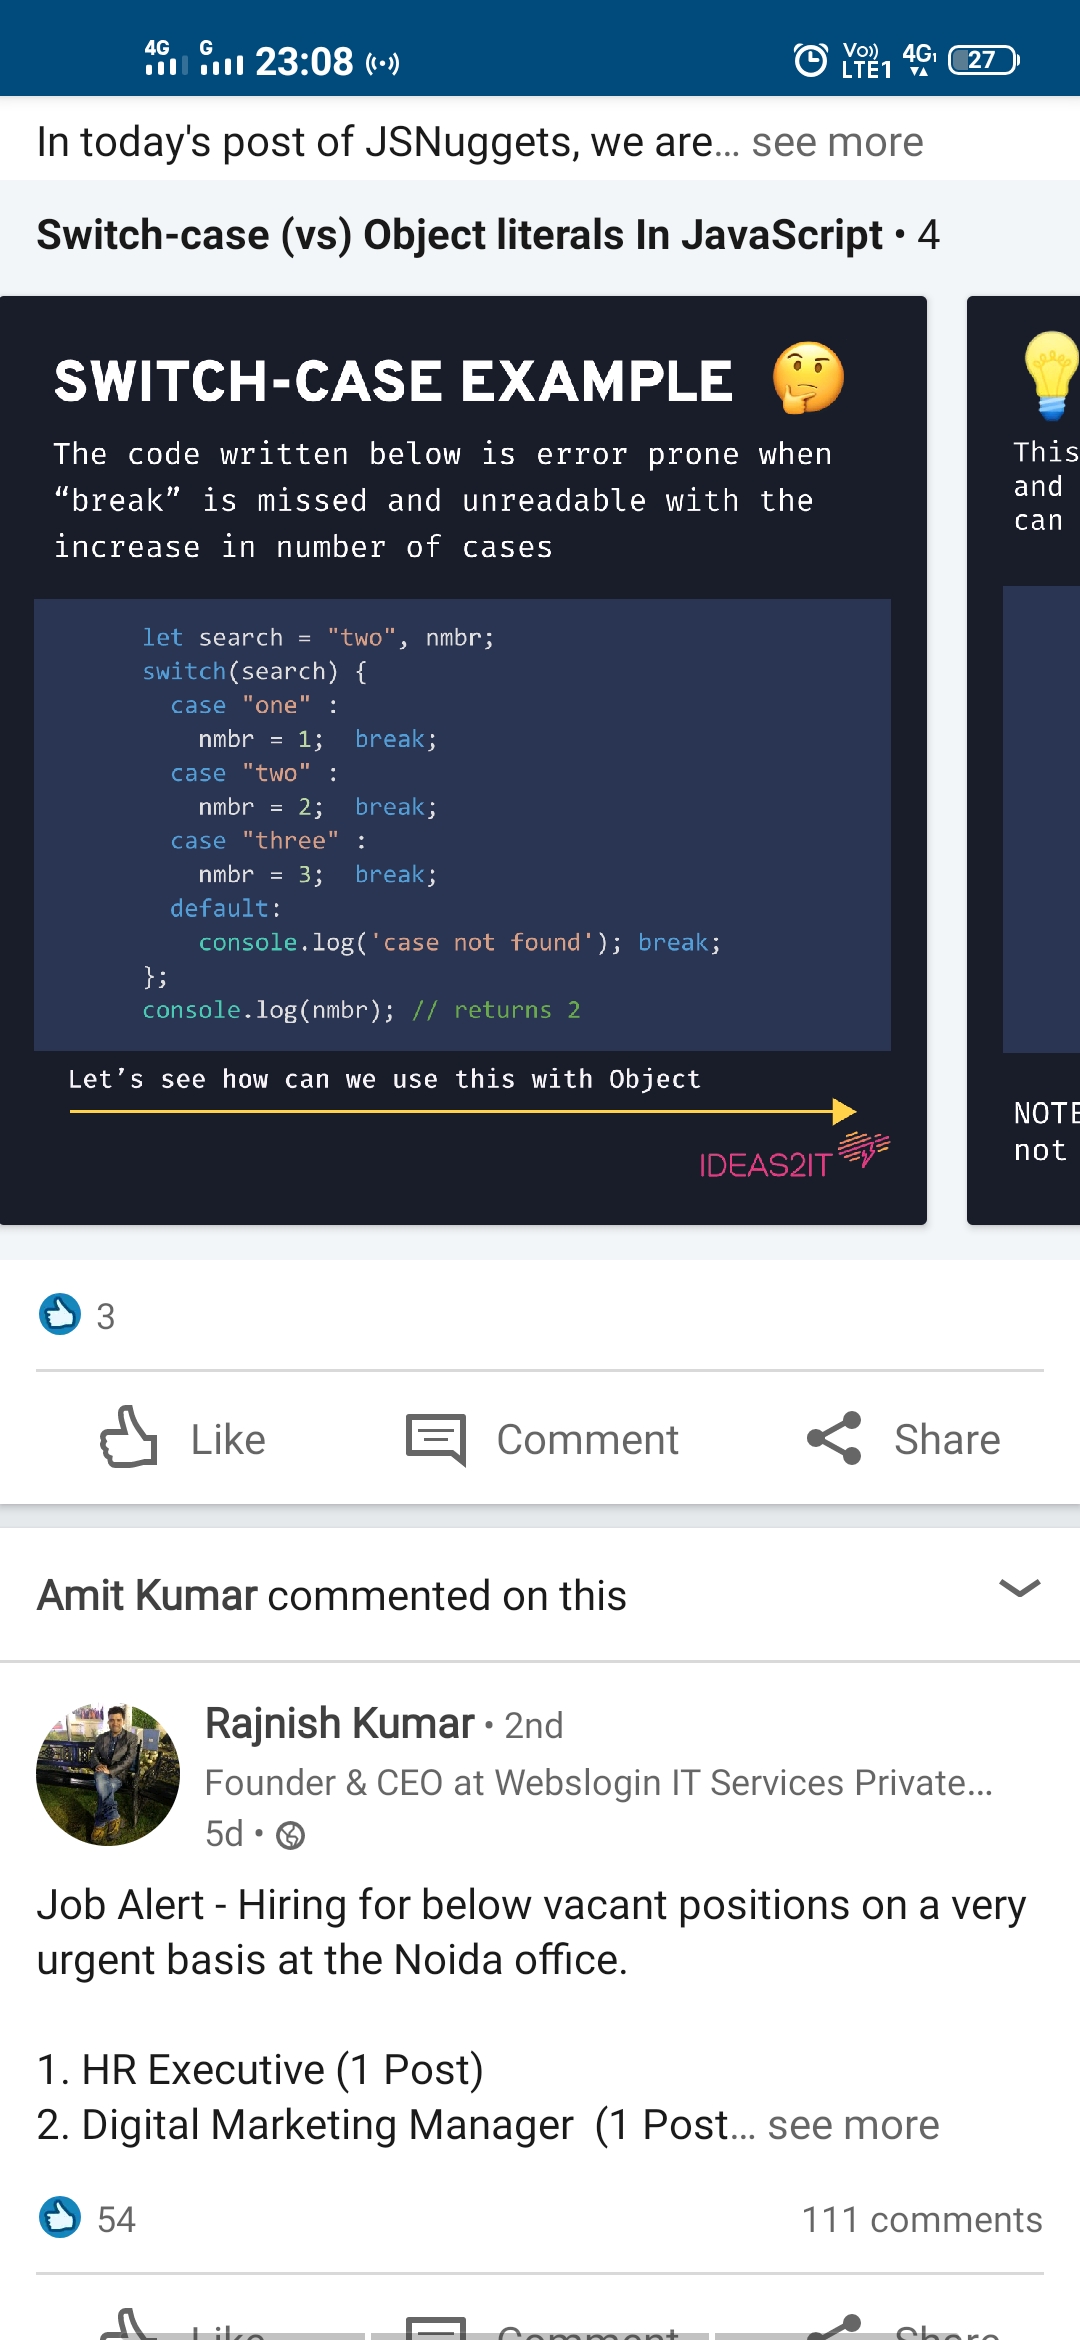 4G G 23:08 Vo)) LTE1 4G1 27
In today's post of JSNuggets, we are... see more
Switch-case (vs) Object literals In JavaScript • 4
SWITCH-CASE EXAMPLE
The code written below is error prone when
“break” is missed and unreadable with the
increase in number of cases
let search = "two", nmbr;
switch(search) {
case "one" :
nmbr = 1; break;
case "two" :
nmbr = 2; break;
case "three" :
nmbr = 3; break;
default:
console.log('case not found'); break;
};
console.log(nmbr); // returns 2
Let’s see how can we use this with Object
IDEAS2IT
This
and
can
NOTE
not
3
Like Comment Share
Amit Kumar commented on this
Rajnish Kumar • 2nd
Founder & CEO at Webslogin IT Services Private...
5d •
Job Alert - Hiring for below vacant positions on a very
urgent basis at the Noida office.
1. HR Executive (1 Post)
2. Digital Marketing Manager (1 Post... see more
54 111 comments
Like Comment Share